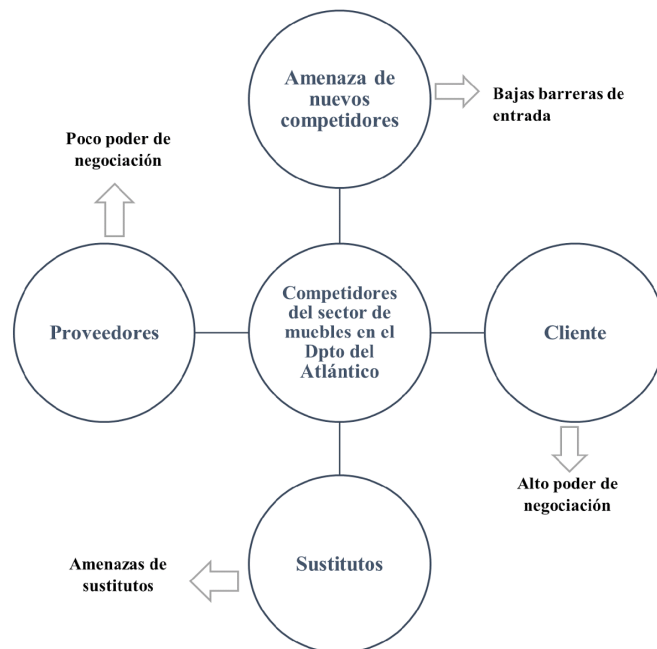 Amenaza de
nuevos
competidores
Bajas barreras de
entrada
Poco poder de
negociación
Proveedores
Competidores
del sector de
muebles en el
Dpto del
Atlántico
Cliente
Alto poder de
negociación
Amenazas de
sustitutos
Sustitutos